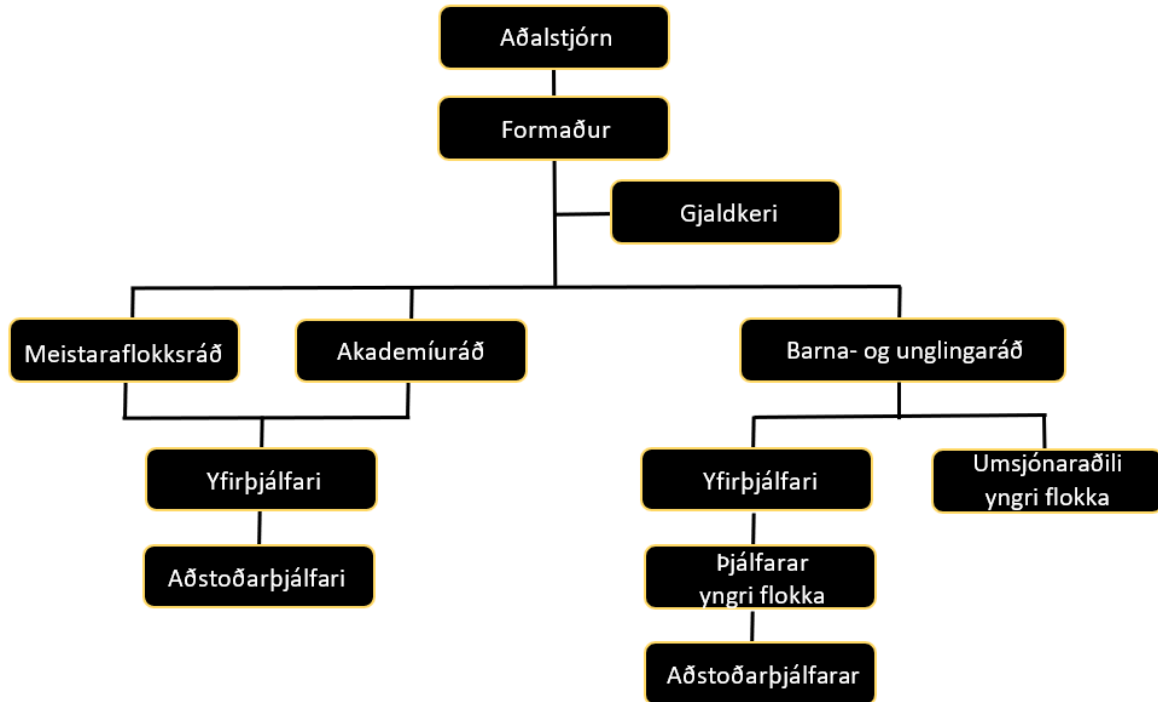 Aðalstjórn
Formaður
Gjaldkeri
Meistaraflokksráð
Akademíuráð
Barna- og unglingaráð
Yfirþjálfari
Yfirþjálfari
Umsjónaraðili
yngri flokka
Aðstoðarþjálfari
Þjálfarar
yngri flokka
Aðstoðarþjálfarar